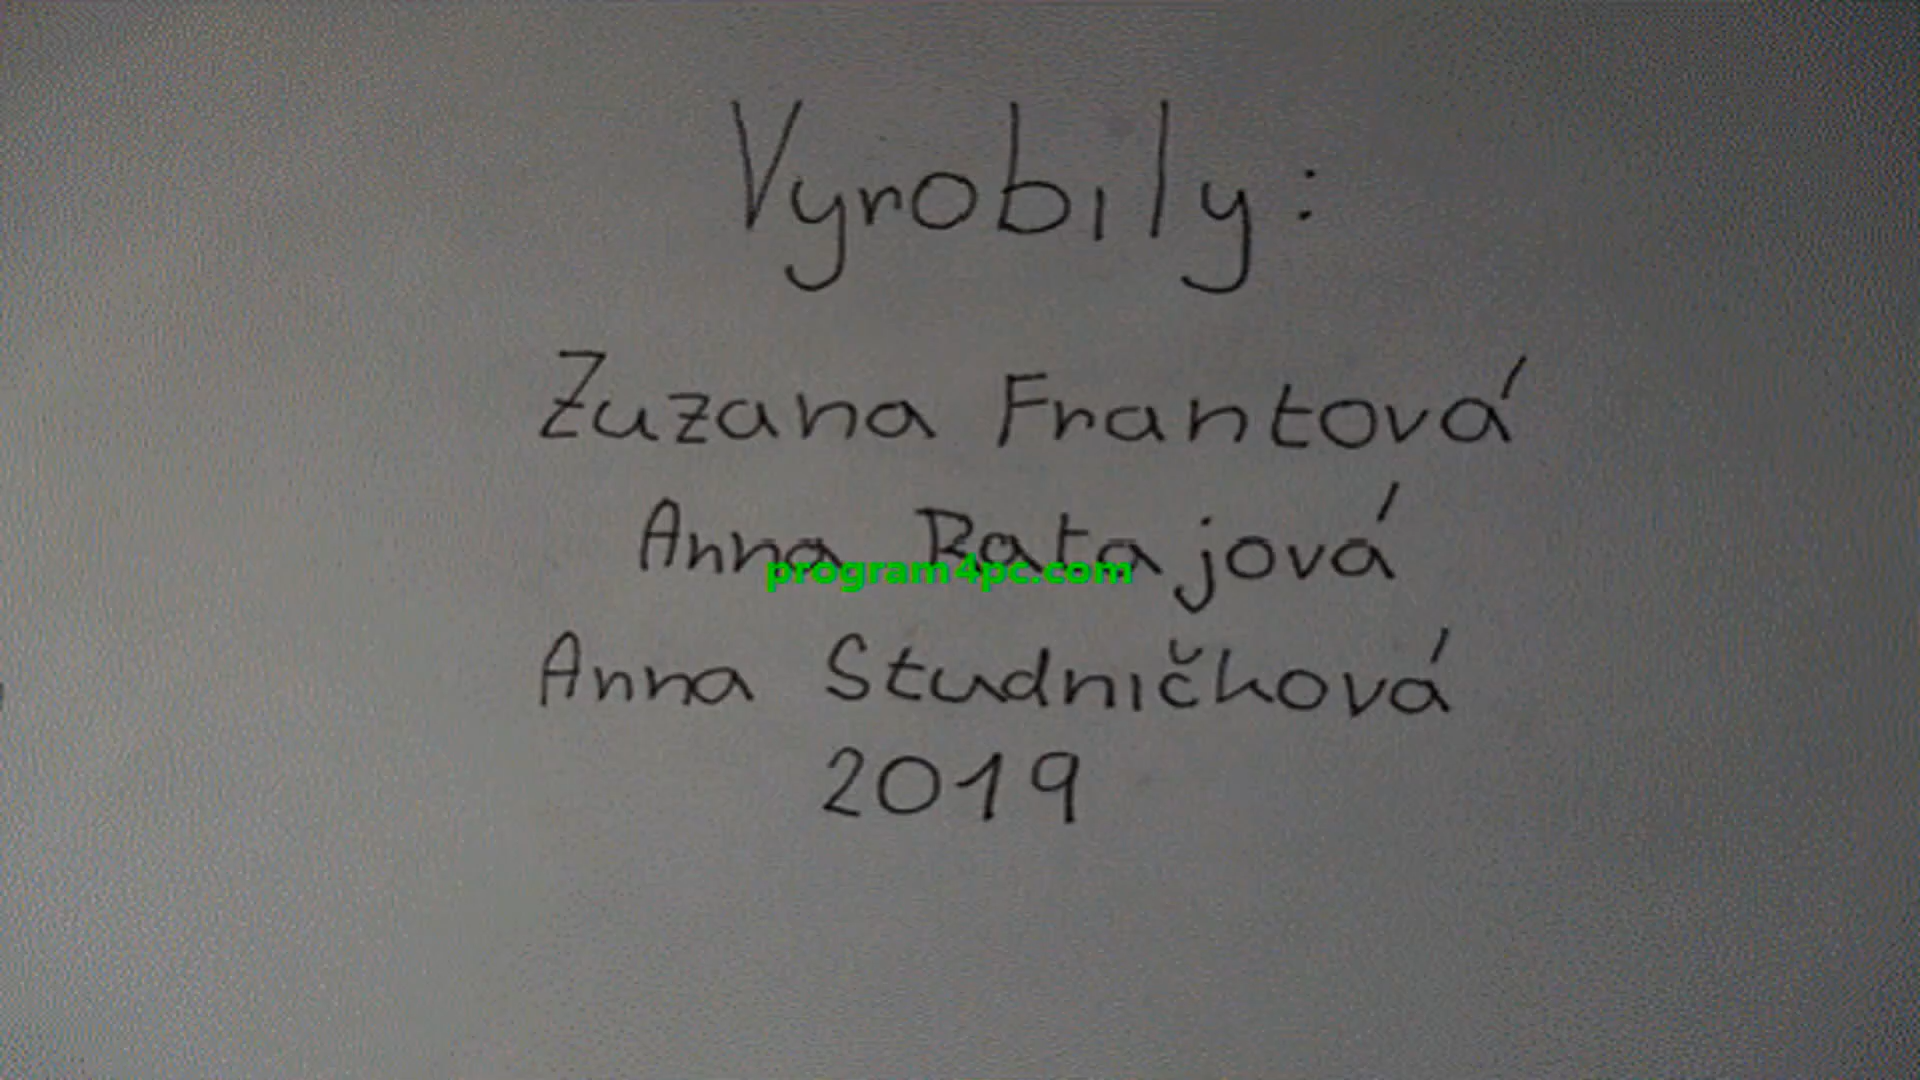 Vyrobily:
Zuzana Frantová
Anna Ratajová
program4pc.com
Anna Studničková
2019